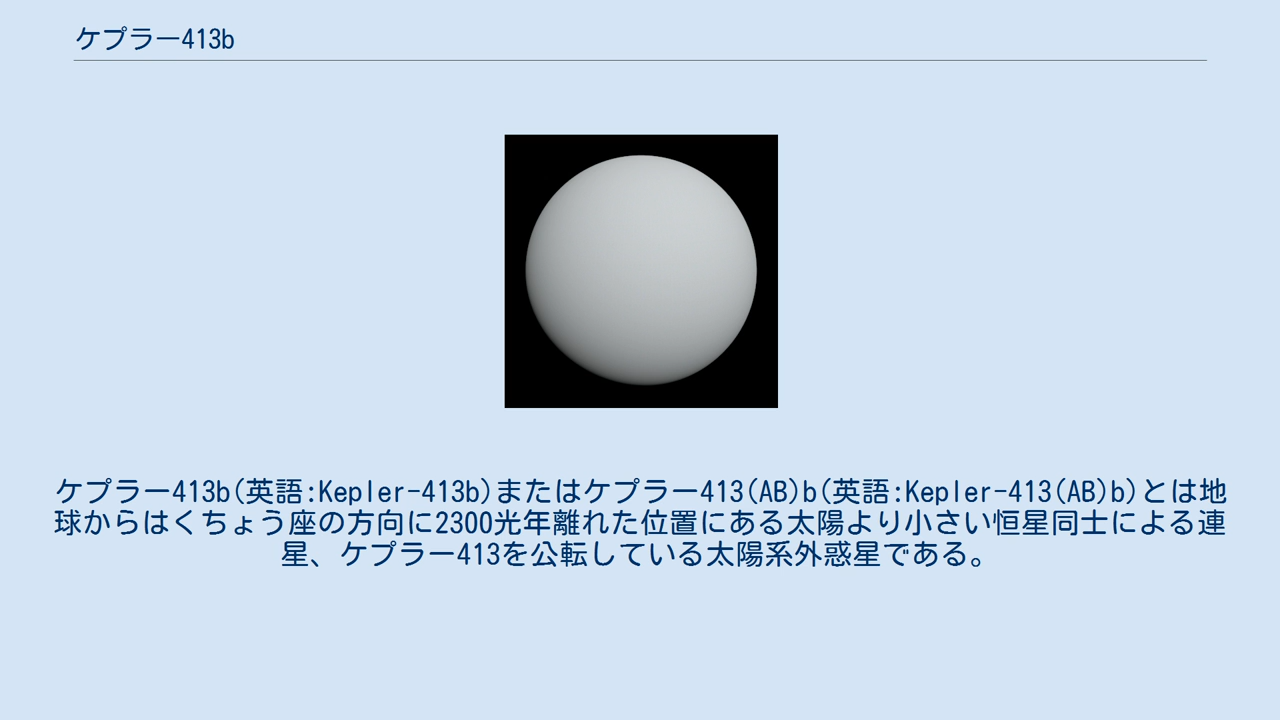 ケプラー413b
ケプラー413b(英語:Kepler-413b)またはケプラー413(AB)b(英語:Kepler-413(AB)b)とは地
球からはくちょう座の方向に2300光年離れた位置にある太陽より小さい恒星同士による連
星、ケプラー413を公転している太陽系外惑星である。